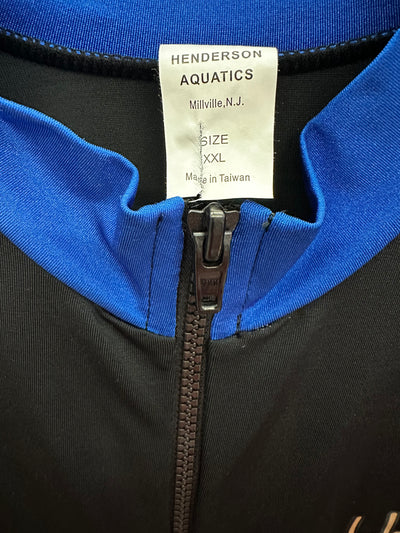 HENDERSON
AQUATICS
Millville,N.J.
SIZE
XXL
Made in Taiwan